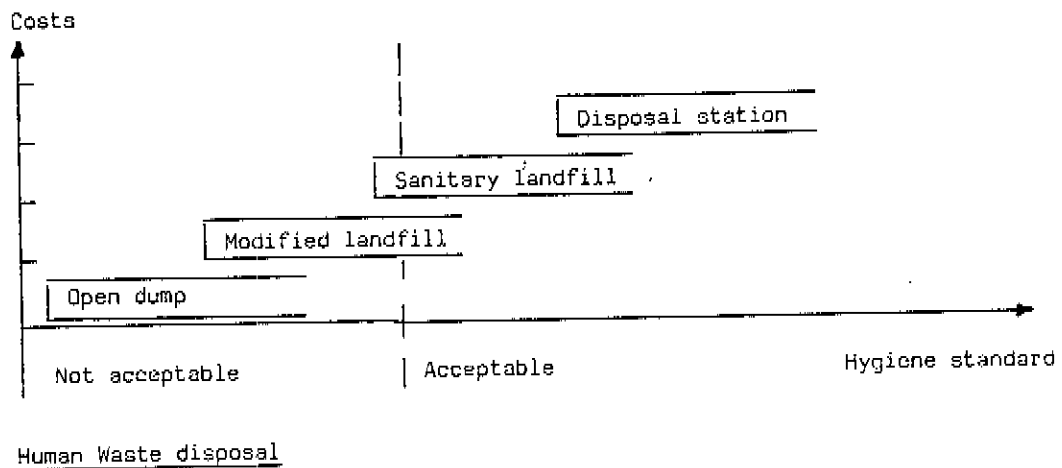 Costs
Disposal station
Sanitary landfill
Modified landfill
Open dump
Not acceptable
Acceptable
Hygiene standard
Human Waste disposal